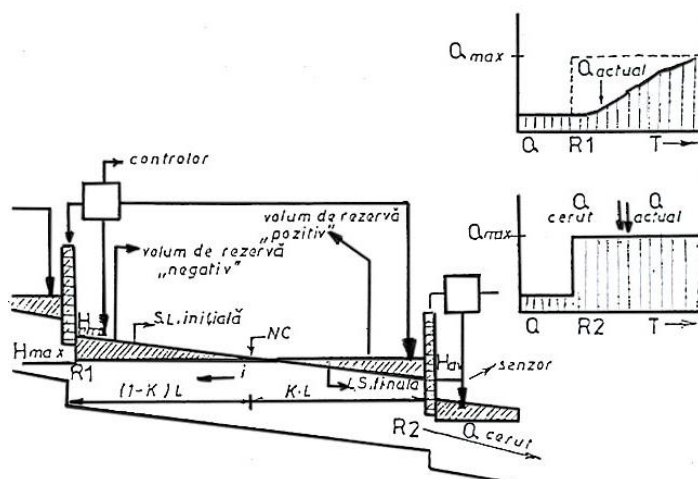 Qmax
Qactual
Q R1 T
controlor
volum de rezervă
„pozitiv"
volum de rezervă
„negativ"
Q
cerut
Q
actual
Qmax
Q R2 T
S.L.inițială
NC
Hmax
R1
i
L.S.finala
Hav
senzor
(1-K)L
K.L
R2
Q cerut